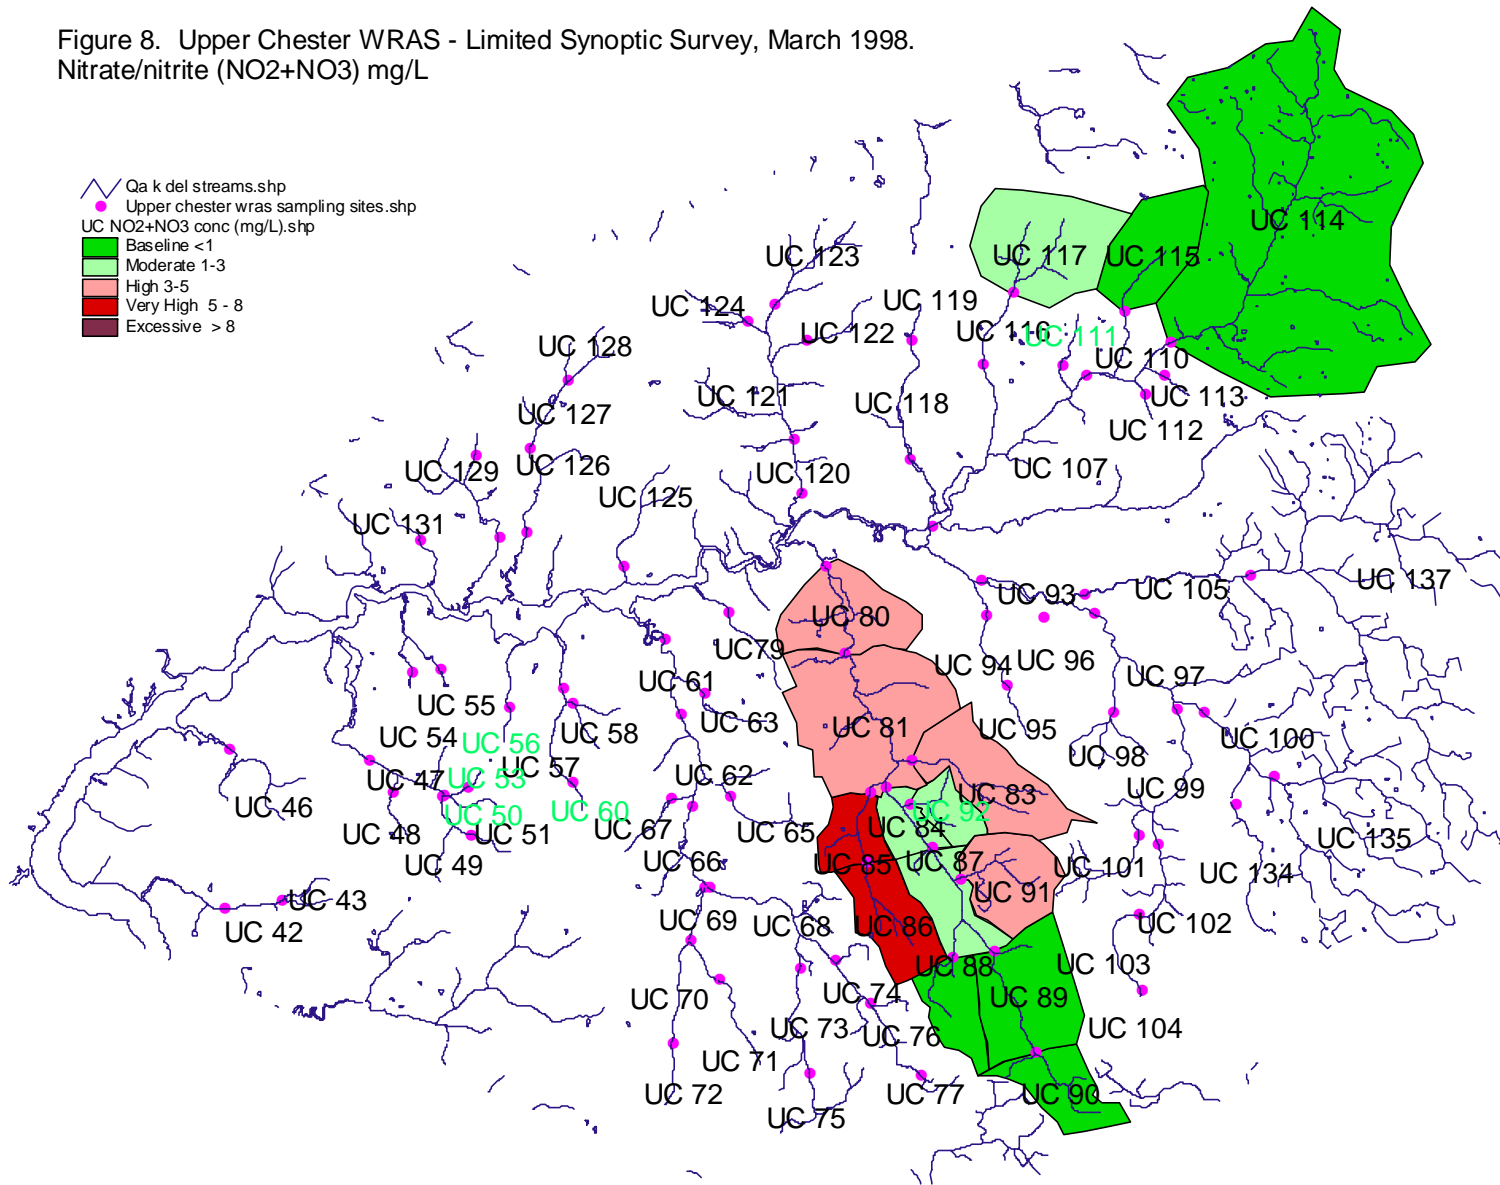 Figure 8. Upper Chester WRAS - Limited Synoptic Survey, March 1998.
Nitrate/nitrite (NO2+NO3) mg/L
Qa k del streams.shp
Upper chester wras sampling sites.shp
UC NO2+NO3 conc (mg/L).shp
Baseline <1
Moderate 1-3
High 3-5
Very High 5 - 8
Excessive > 8
UC 114
UC 123
UC 117
UC 115
UC 124
UC 119
UC 122
UC 116
UC 111
UC 128
UC 110
UC 121
UC 118
UC 113
UC 127
UC 112
UC 129
UC 126
UC 120
UC 107
UC 125
UC 131
UC 137
UC 105
UC 93
UC 80
UC79
UC 94
UC 96
UC 61
UC 97
UC 55
UC 63
UC 81
UC 95
UC 58
UC 54
UC 56
UC 100
UC 98
UC 57
UC 47
UC 53
UC 62
UC 99
UC 83
UC 46
UC 60
UC 92
UC 50
UC 67
UC 84
UC 48
UC 51
UC 65
UC 135
UC 49
UC 66
UC 85
UC 87
UC 101
UC 134
UC 91
UC 43
UC 42
UC 69
UC 68
UC 86
UC 102
UC 88
UC 103
UC 74
UC 89
UC 70
UC 73
UC 76
UC 104
UC 71
UC 72
UC 77
UC 90
UC 75